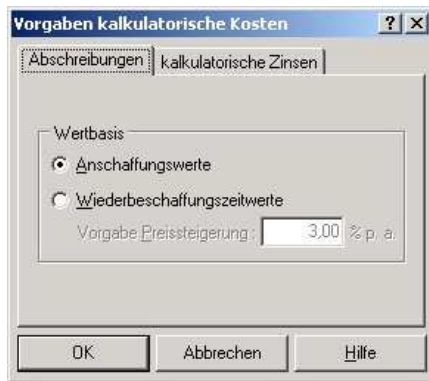 Vorgaben kalkulatorische Kosten
Abschreibungen kalkulatorische Zinsen
Wertbasis
Anschaffungswerte
Wiederbeschaffungszeitwerte
Vorgabe Preissteigerung: 3,00 % p. a.
OK Abbrechen Hilfe